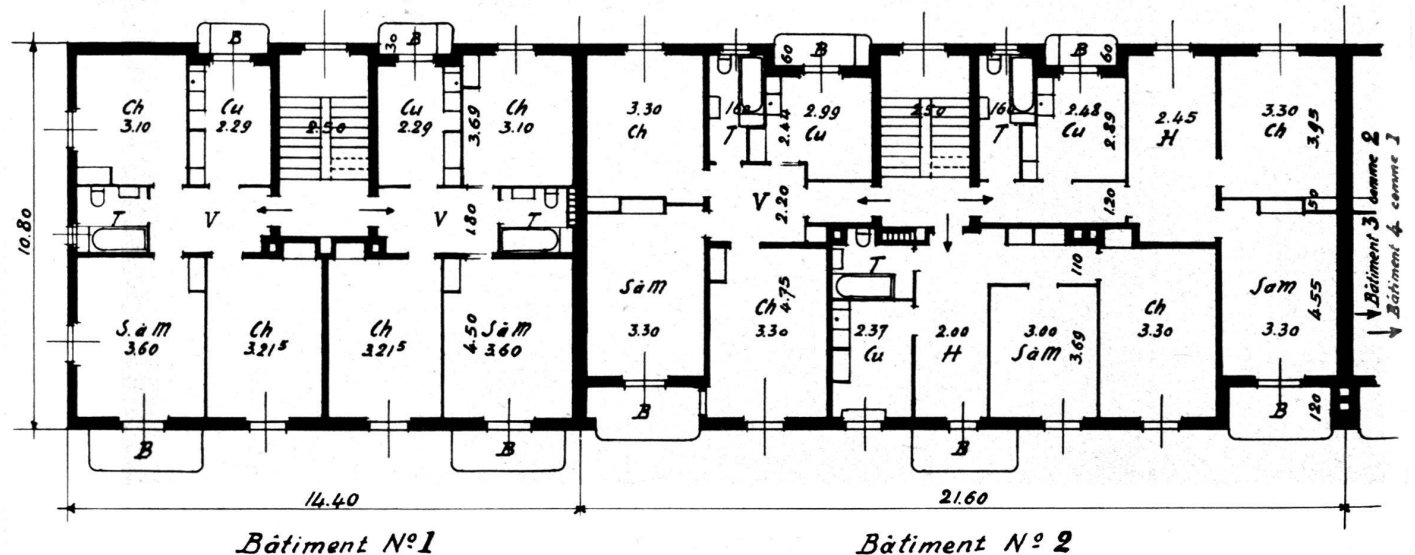 B
B
B
B
30
60
60
Ch
3.10
Cu
2.29
2.50
Cu
2.29
3.69
Ch
3.10
3.30
Ch
160
T
2.44
2.99
Cu
2.50
160
T
2.48
Cu
2.89
2.45
H
3.30
Ch
3.95
50
10.80
T
V
V
1.80
T
V
2.20
1.20
S.à M
3.60
Ch
3.21⁵
Ch
3.21⁵
4.50
SàM
3.60
SàM
3.30
Ch
3.30
4.75
T
2.37
Cu
2.00
H
110
3.00
SàM
3.69
Ch
3.30
SaM
3.30
4.55
B
B
B
B
B
120
Bâtiment 3 comme 2
Bâtiment 4 comme 1
14.40
21.60
Bâtiment Nº 1
Bâtiment Nº 2